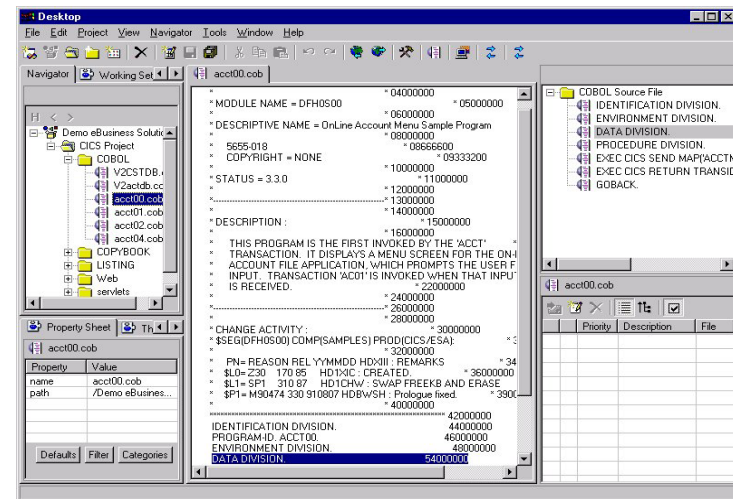 Desktop
File Edit Project View Navigator Tools Window Help
Navigator Working Set
H < >
Demo eBusiness Solutic
CICS Project
COBOL
V2CSTDB.
V2actdb.cc
acct00.cob
acct01.cob
acct02.cob
acct04.cob
COPYBOOK
LISTING
Web
servlets
Property Sheet Th
acct00.cob
Property Value
name acct00.cob
path /Demo eBusines...
Defaults Filter Categories
acct00.cob
* * 04000000
* MODULE NAME = DFH0S00 * 05000000
* * 06000000
* DESCRIPTIVE NAME = OnLine Account Menu Sample Program
* * 08000000
* 5655-018 * 08666600
* COPYRIGHT = NONE * 09333200
* * 10000000
* STATUS = 3.3.0 * 11000000
* * 12000000
*----------------------------------------------------------------* 13000000
* * 14000000
* DESCRIPTION : * 15000000
* * 16000000
* THIS PROGRAM IS THE FIRST INVOKED BY THE 'ACCT' *
* TRANSACTION. IT DISPLAYS A MENU SCREEN FOR THE ON-
* ACCOUNT FILE APPLICATION, WHICH PROMPTS THE USER F
* INPUT. TRANSACTION 'AC01' IS INVOKED WHEN THAT INPU
* IS RECEIVED. * 22000000
* * 24000000
*----------------------------------------------------------------* 26000000
* * 28000000
* CHANGE ACTIVITY : * 30000000
* $SEG(DFH0S00) COMP(SAMPLES) PROD(CICS/ESA): * 3
* * 32000000
* PN= REASON REL YYMMDD HDXIII : REMARKS * 34
* $L0= Z30 170 85 HD1XIC : CREATED. * 36000000
* $L1= SP1 310 87 HD1CHW : SWAP FREEKB AND ERASE
* $P1= M90474 330 910807 HDBWSH : Prologue fixed. * 3900
* * 40000000
**************************************************************** 42000000
IDENTIFICATION DIVISION. 44000000
PROGRAM-ID. ACCT00. 46000000
ENVIRONMENT DIVISION. 48000000
DATA DIVISION. 54000000
COBOL Source File
IDENTIFICATION DIVISION.
ENVIRONMENT DIVISION.
DATA DIVISION.
PROCEDURE DIVISION.
EXEC CICS SEND MAP('ACCTM
EXEC CICS RETURN TRANSID
GOBACK.
acct00.cob
Priority Description File